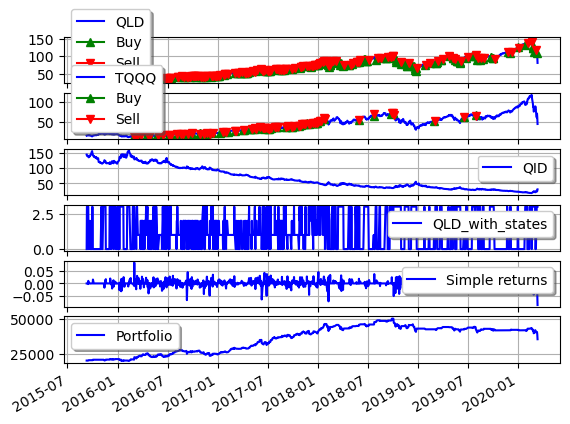 QLD
Buy
Sell
150
100
50
TQQQ
Buy
Sell
100
50
150
100
50
QID
2.5
0.0
QLD_with_states
0.05
0.00
−0.05
Simple returns
50000
25000
Portfolio
2015-07
2016-01
2016-07
2017-01
2017-07
2018-01
2018-07
2019-01
2019-07
2020-01